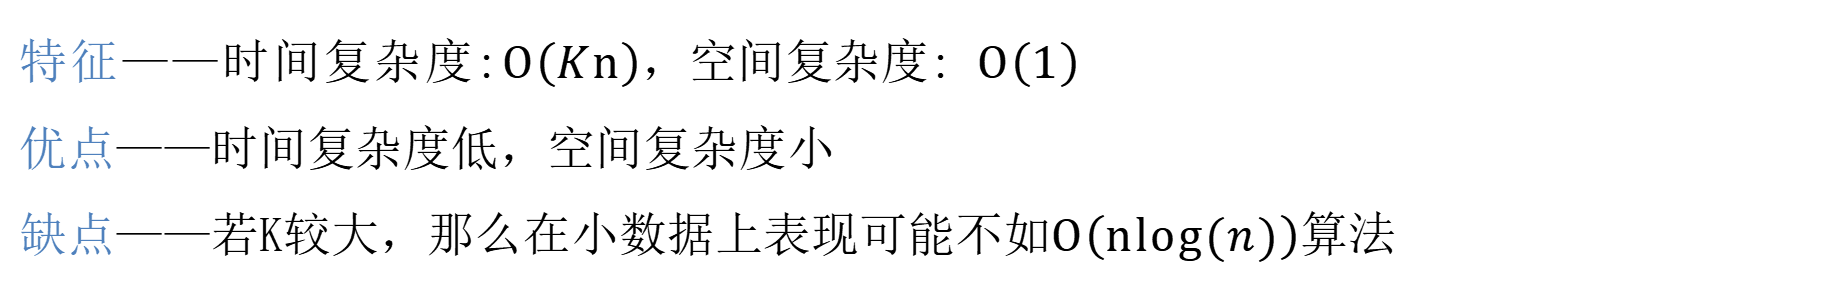 特征——时间复杂度:O(Kn)，空间复杂度: O(1)
优点——时间复杂度低，空间复杂度小
缺点——若K较大，那么在小数据上表现可能不如O(nlog(n))算法